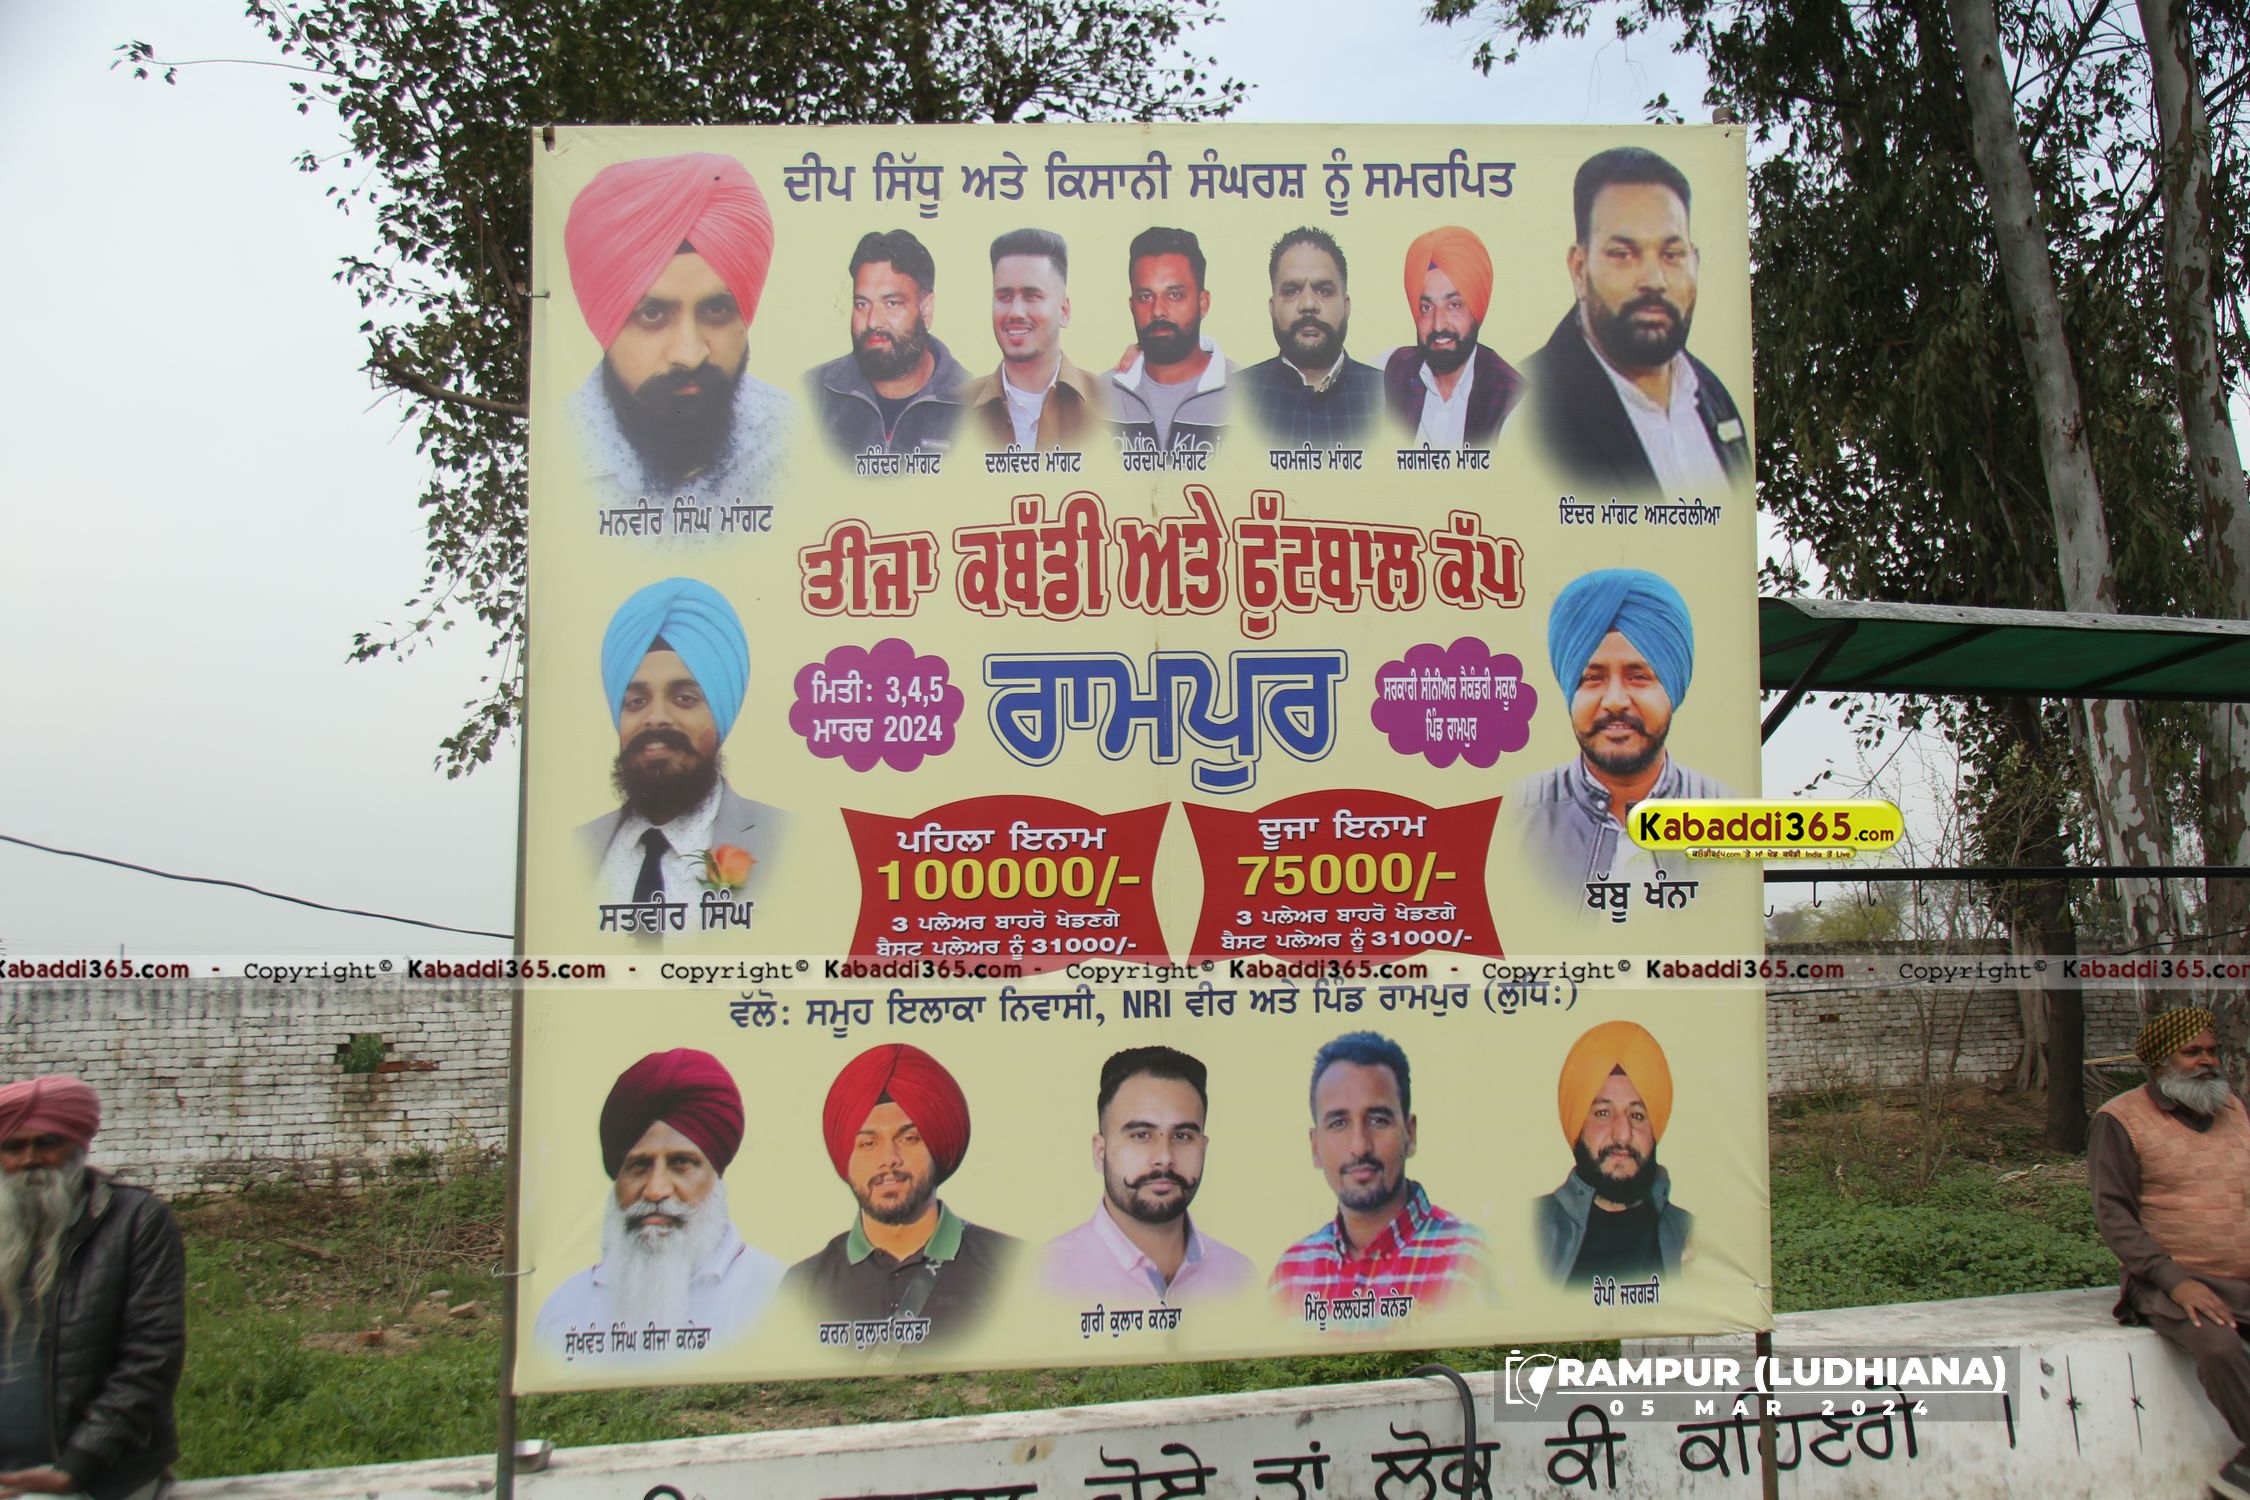 ਦੀਪ ਸਿੱਧੂ ਅਤੇ ਕਿਸਾਨੀ ਸੰਘਰਸ਼ ਨੂੰ ਸਮਰਪਿਤ
ਨਰਿੰਦਰ ਮਾਂਗਟ
ਦਲਵਿੰਦਰ ਮਾਂਗਟ
ਹਰਦੀਪ ਮਾਂਗਟ
ਧਰਮਜੀਤ ਮਾਂਗਟ
ਜਗਜੀਵਨ ਮਾਂਗਟ
ਮਨਵੀਰ ਸਿੰਘ ਮਾਂਗਟ
ਇੰਦਰ ਮਾਂਗਟ ਅਸਟਰੇਲੀਆ
ਤੀਜਾ ਕਬੱਡੀ ਅਤੇ ਫੁੱਟਬਾਲ ਕੱਪ
ਮਿਤੀ: 3,4,5
ਮਾਰਚ 2024
ਰਾਮਪੁਰ
ਸਰਕਾਰੀ ਸੀਨੀਅਰ ਸੈਕੰਡਰੀ ਸਕੂਲ
ਪਿੰਡ ਰਾਮਪੁਰ
ਪਹਿਲਾ ਇਨਾਮ
100000/-
3 ਪਲੇਅਰ ਬਾਹਰੋ ਖੇਡਣਗੇ
ਬੈਸਟ ਪਲੇਅਰ ਨੂੰ 31000/-
ਦੂਜਾ ਇਨਾਮ
75000/-
3 ਪਲੇਅਰ ਬਾਹਰੋ ਖੇਡਣਗੇ
ਬੈਸਟ ਪਲੇਅਰ ਨੂੰ 31000/-
Kabaddi365.com
ਸਤਵੀਰ ਸਿੰਘ
ਬੱਬੂ ਖੰਨਾ
Kabaddi365.com - Copyright© Kabaddi365.com - Copyright© Kabaddi365.com - Copyright© Kabaddi365.com - Copyright© Kabaddi365.com - Copyright© Kabaddi365.com
ਵੱਲੋ: ਸਮੂਹ ਇਲਾਕਾ ਨਿਵਾਸੀ, NRI ਵੀਰ ਅਤੇ ਪਿੰਡ ਰਾਮਪੁਰ (ਲੁਧਿ:)
ਸੁੱਖਵੰਤ ਸਿੰਘ ਬੀਜਾ ਕਨੇਡਾ
ਕਰਨ ਕੁਲਾਰ ਕਨੇਡਾ
ਗੁਰੀ ਕੁਲਾਰ ਕਨੇਡਾ
ਮਿੱਠੂ ਲਲਹੇੜੀ ਕਨੇਡਾ
ਹੈਪੀ ਜਰਗੜੀ
RAMPUR (LUDHIANA)
05 MAR 2024
ਤਾਂ ਲੋਕ ਕੀ ਕਹਿਣਗੇ ।